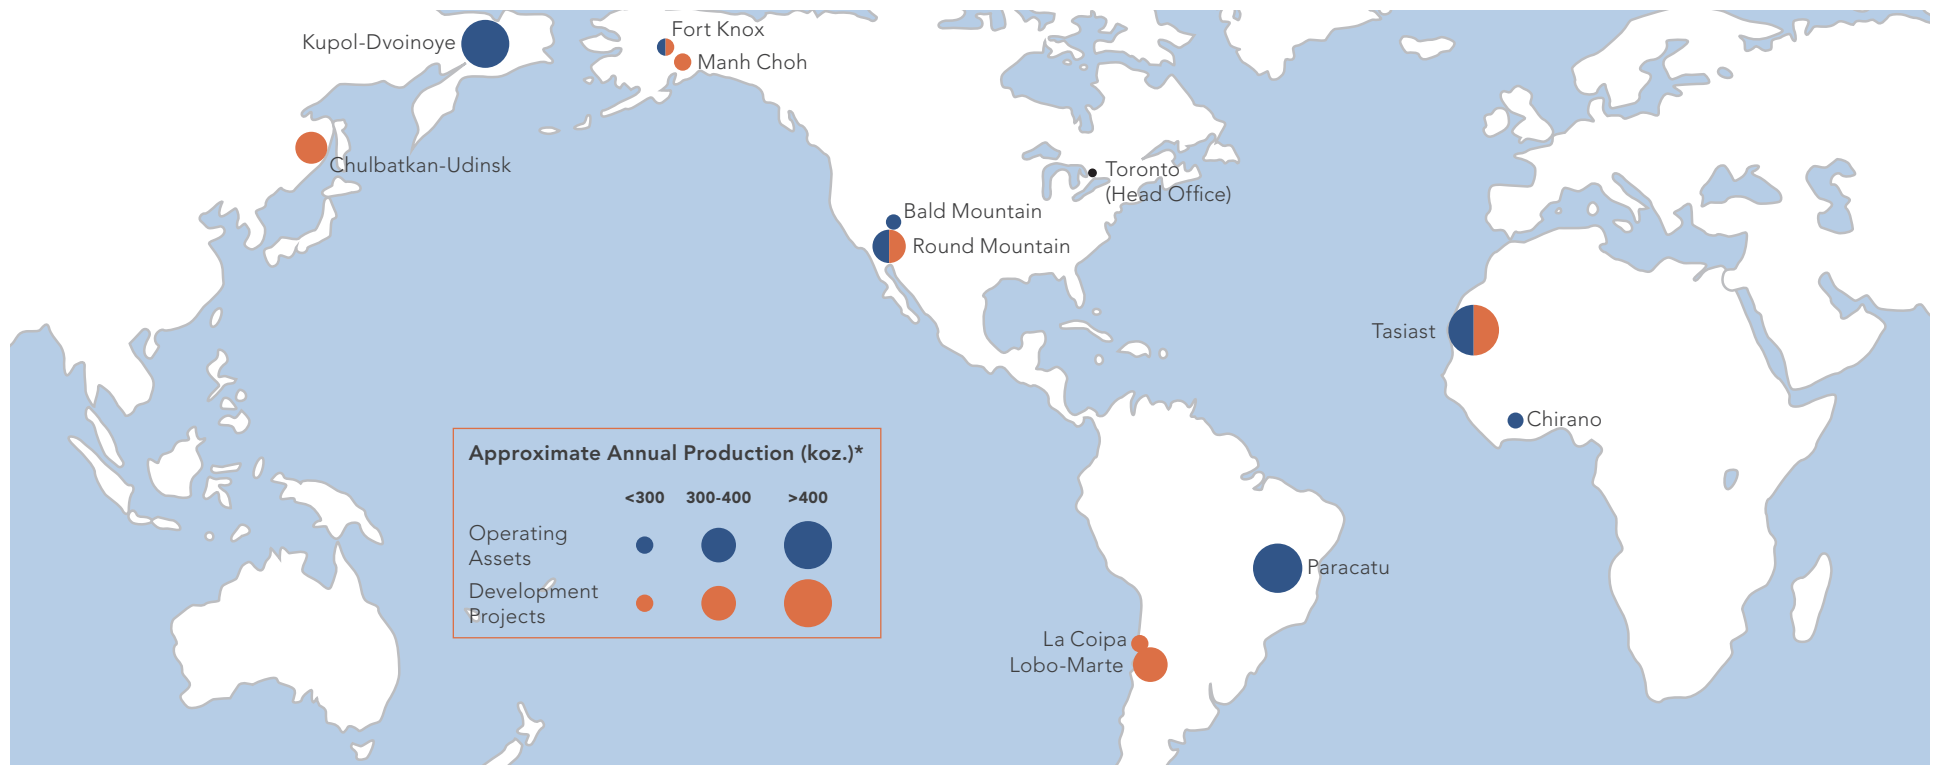 Fort Knox
Kupol-Dvoinoye
Manh Choh
Chulbatkan-Udinsk
Toronto
(Head Office)
Bald Mountain
Round Mountain
Tasiast
Chirano
Approximate Annual Production (koz.)*
<300 300-400 >400
Operating
Assets
Development
Projects
Paracatu
La Coipa
Lobo-Marte